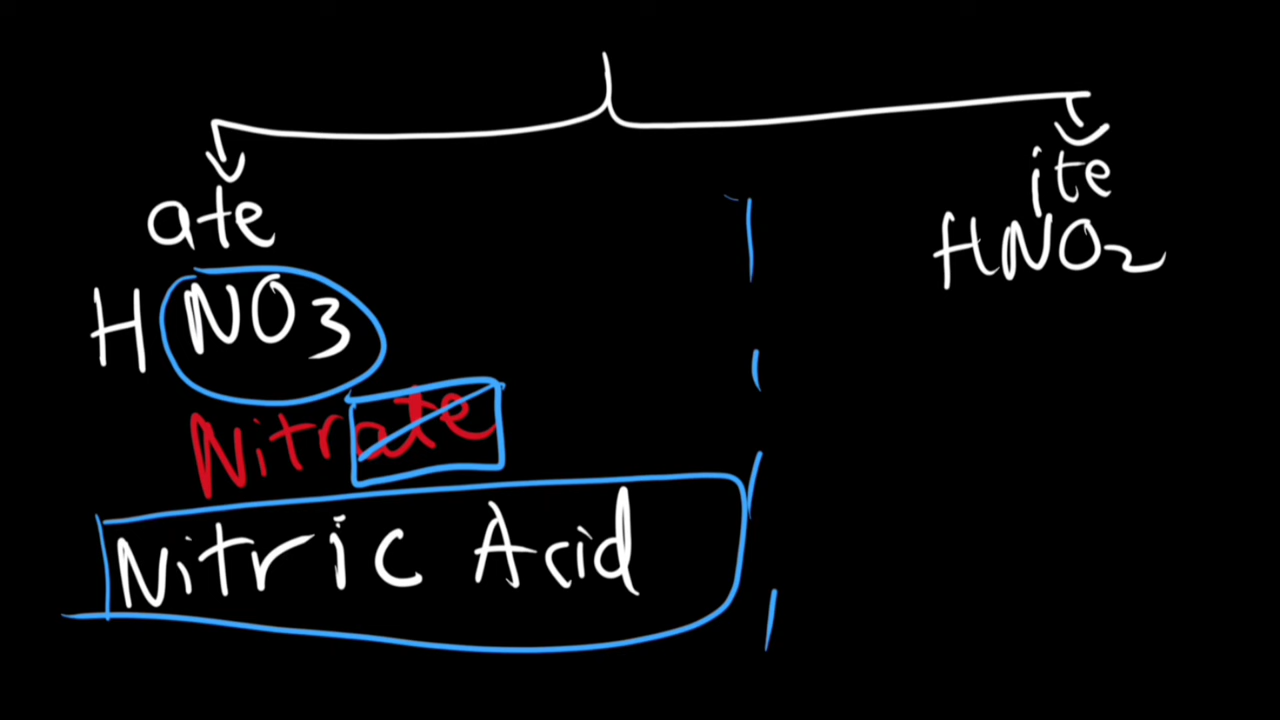 ate
HNO3
Nitrate
Nitric Acid
ite
HNO2